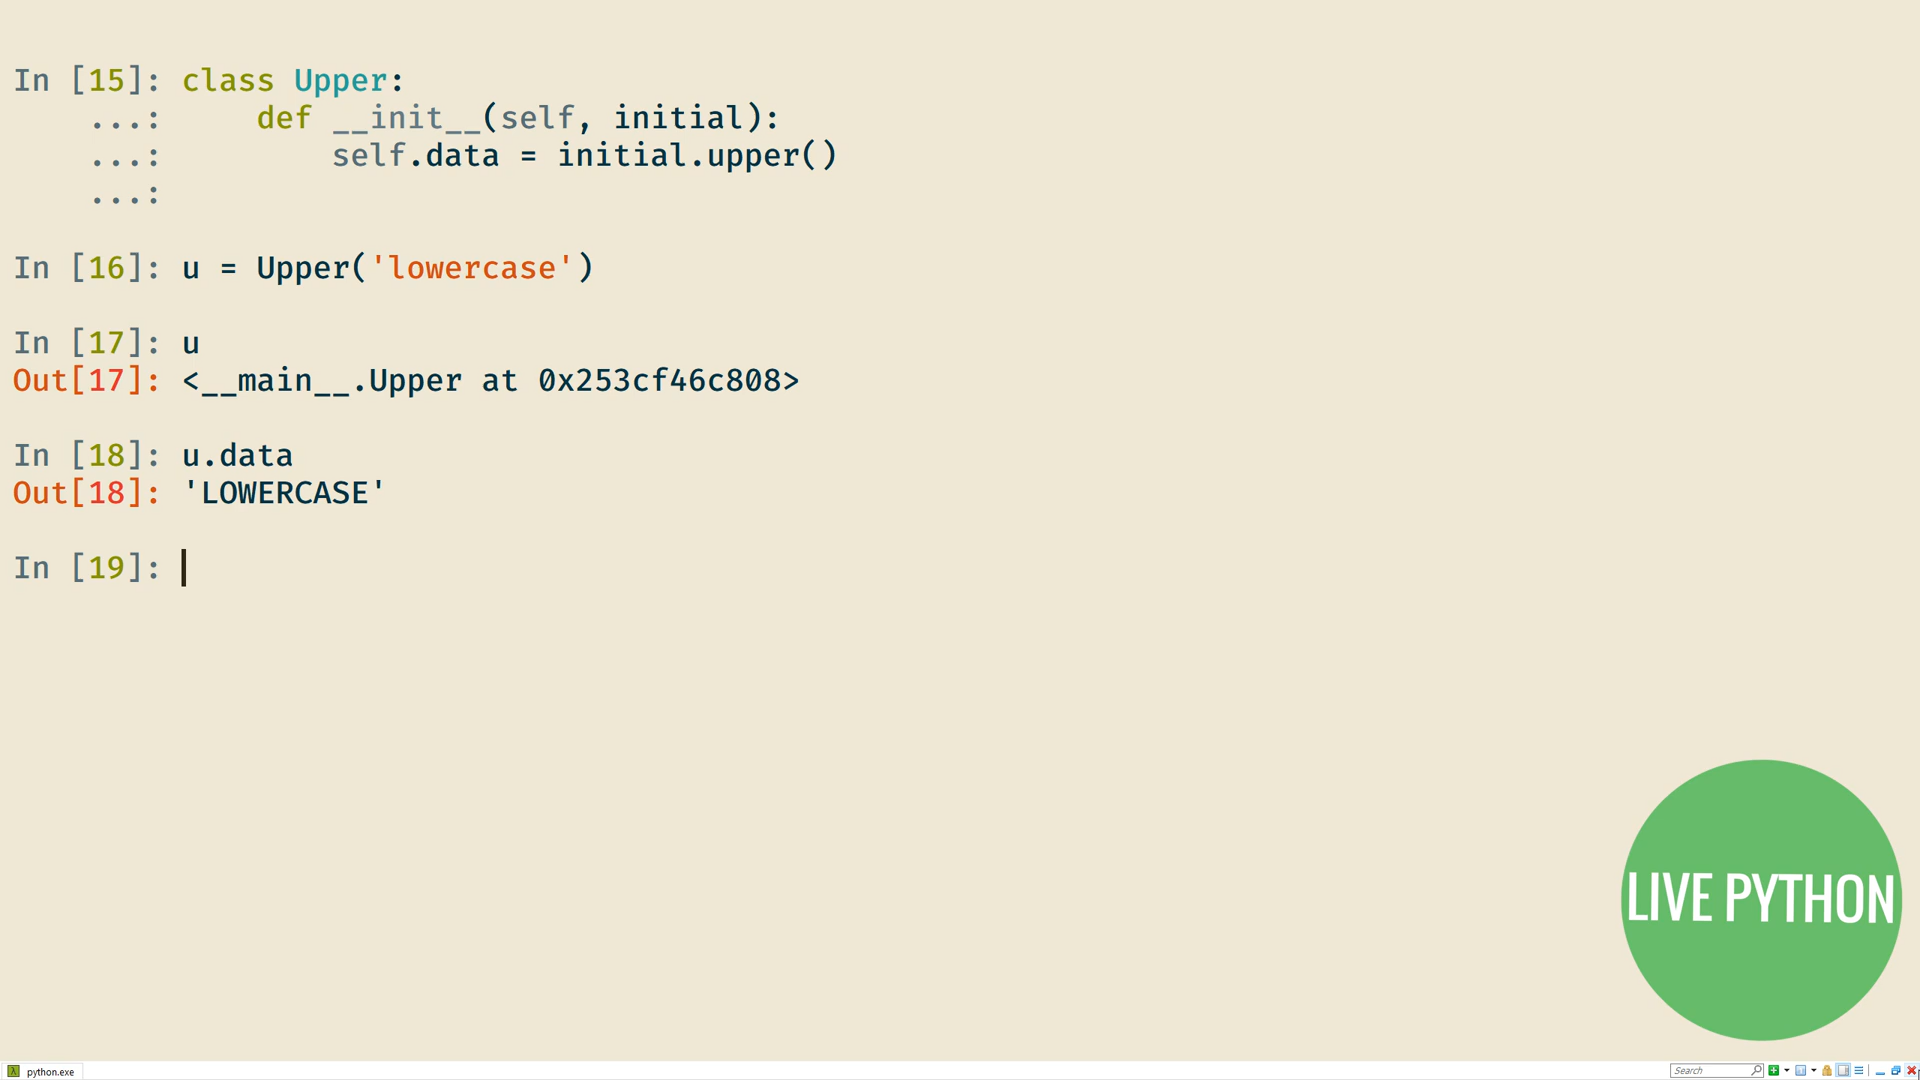 In [15]: class Upper:
    ...:     def __init__(self, initial):
    ...:         self.data = initial.upper()
    ...:
In [16]: u = Upper('lowercase')
In [17]: u
Out[17]: <__main__.Upper at 0x253cf46c808>
In [18]: u.data
Out[18]: 'LOWERCASE'
In [19]:
LIVE PYTHON
python.exe
Search